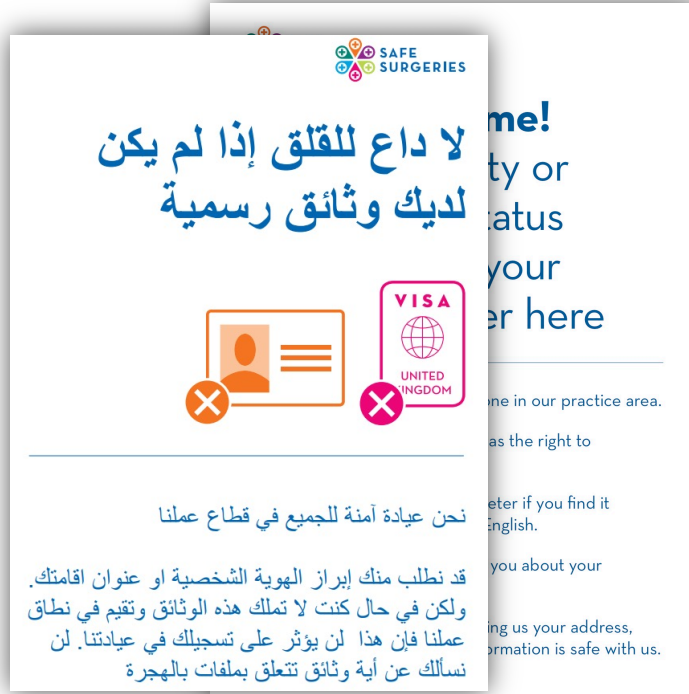 SAFE
SURGERIES
لا داع للقلق إذا لم يكن
لديك وثائق رسمية
VISA
UNITED
KINGDOM
نحن عيادة آمنة للجميع في قطاع عملنا
قد نطلب منك إبراز الهوية الشخصية او عنوان اقامتك.
ولكن في حال كنت لا تملك هذه الوثائق وتقيم في نطاق
عملنا فإن هذا لن يؤثر على تسجيلك في عيادتنا. لن
نسألك عن أية وثائق تتعلق بملفات بالهجرة
me!
ty or
tatus
your
er here
one in our practice area.
as the right to
eter if you find it
English.
you about your
ing us your address,
ormation is safe with us.